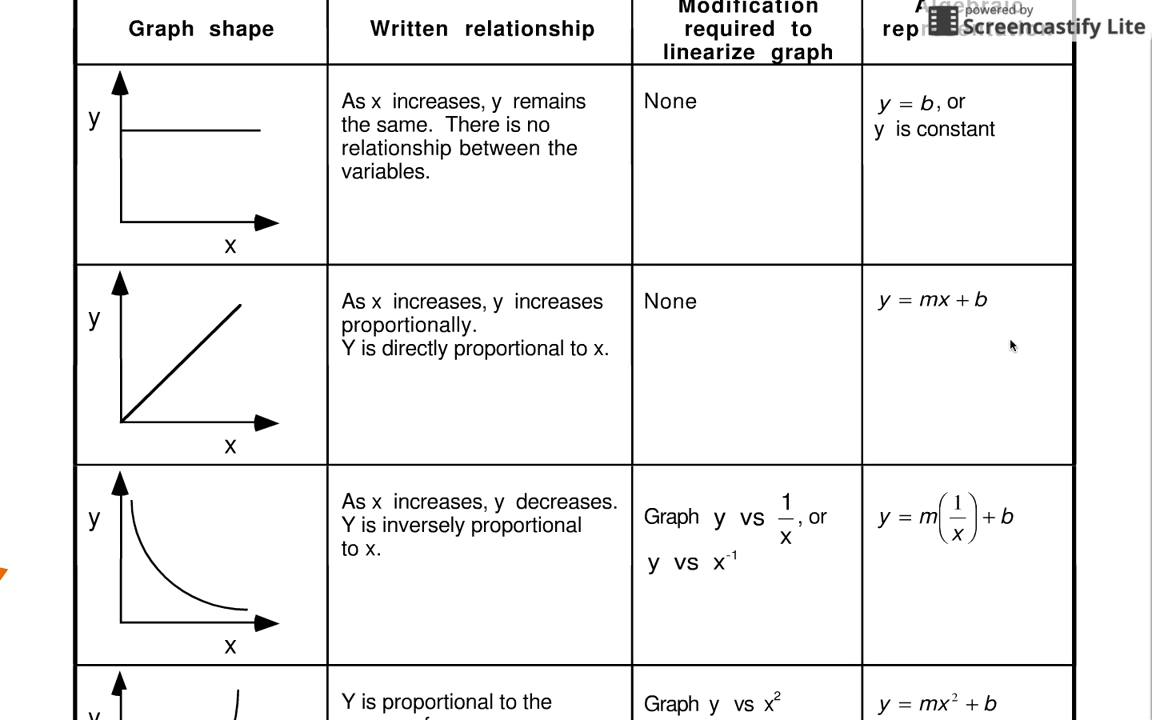 Graph shape
Written relationship
Modification
required to
linearize graph
powered by
Screencastify Lite
y
x
As x increases, y remains
the same. There is no
relationship between the
variables.
None
y = b, or
y is constant
y
x
As x increases, y increases
proportionally.
Y is directly proportional to x.
None
y = mx + b
y
x
As x increases, y decreases.
Y is inversely proportional
to x.
Graph y vs 1/x, or
y vs x⁻¹
y = m(1/x) + b
y
Y is proportional to the
Graph y vs x²
y = mx² + b